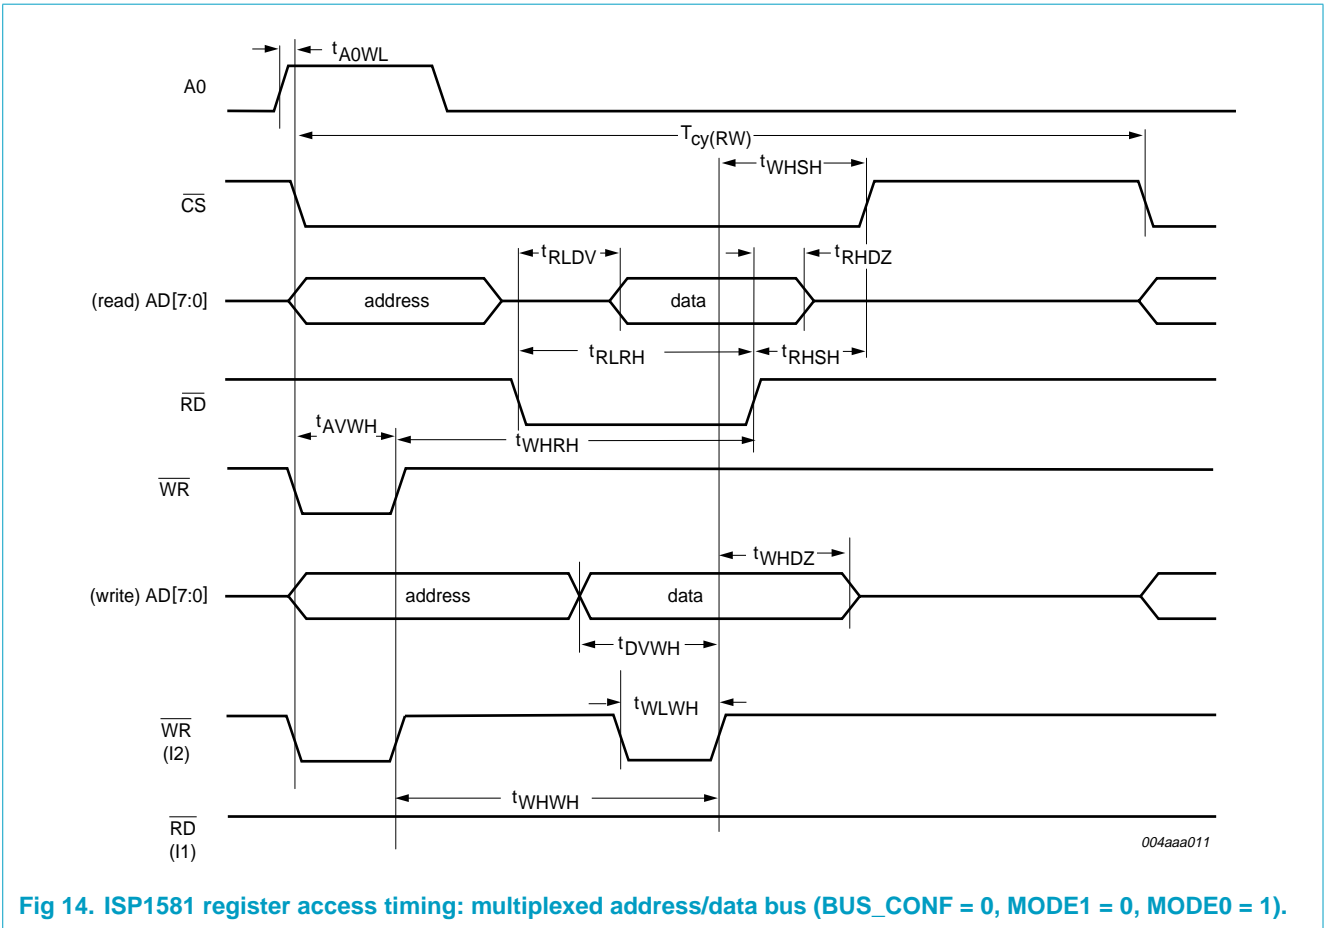 tA0WL
A0
Tcy(RW)
tWHSH
CS
tRLDV
tRHDZ
(read) AD[7:0]
address
data
tRLRH
tRHSH
RD
tAVWH
tWHRH
WR
tWHDZ
(write) AD[7:0]
address
data
tDVWH
tWLWH
WR
(I2)
tWHWH
RD
(I1)
004aaa011
Fig 14. ISP1581 register access timing: multiplexed address/data bus (BUS_CONF = 0, MODE1 = 0, MODE0 = 1).